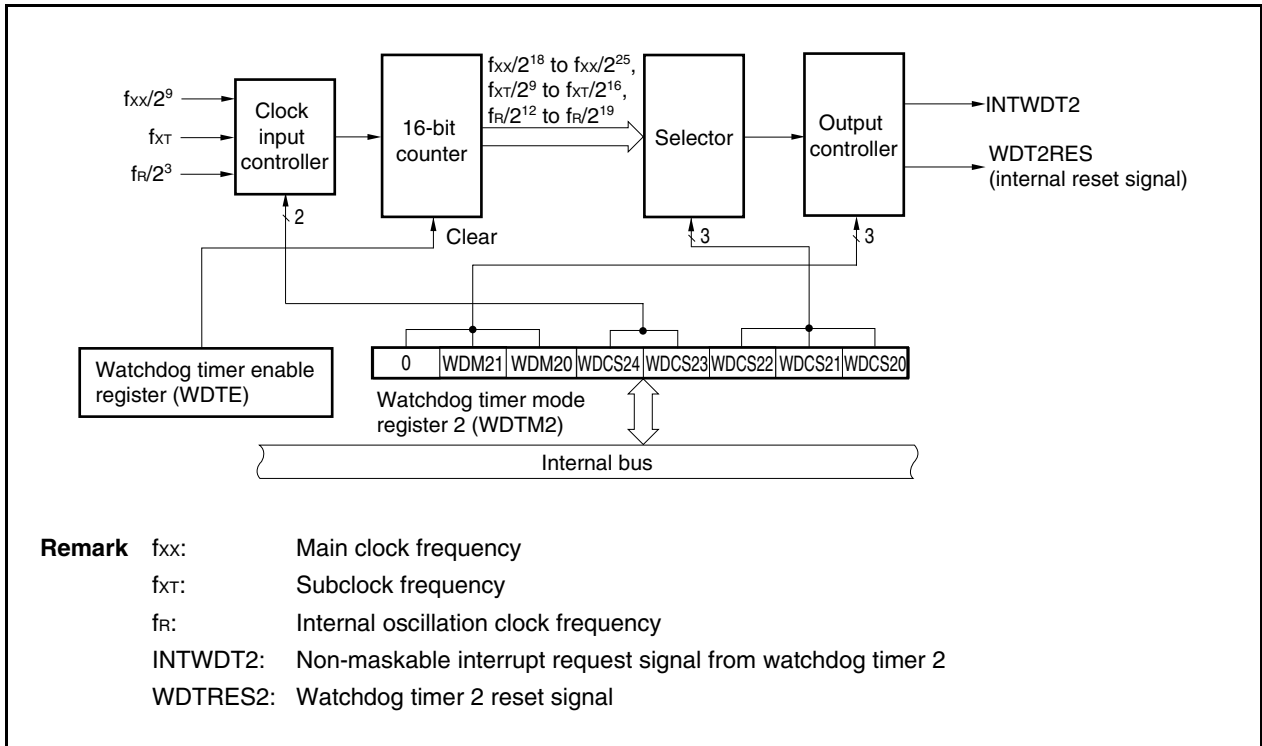 fXX/2^9
fXT
fR/2^3
Clock
input
controller
2
16-bit
counter
Clear
fXX/2^18 to fXX/2^25,
fXT/2^9 to fXT/2^16,
fR/2^12 to fR/2^19
Selector
3
Output
controller
3
INTWDT2
WDT2RES
(internal reset signal)
Watchdog timer enable
register (WDTE)
0 WDM21 WDM20 WDCS24 WDCS23 WDCS22 WDCS21 WDCS20
Watchdog timer mode
register 2 (WDTM2)
Internal bus
Remark fXX: Main clock frequency
fXT: Subclock frequency
fR: Internal oscillation clock frequency
INTWDT2: Non-maskable interrupt request signal from watchdog timer 2
WDTRES2: Watchdog timer 2 reset signal